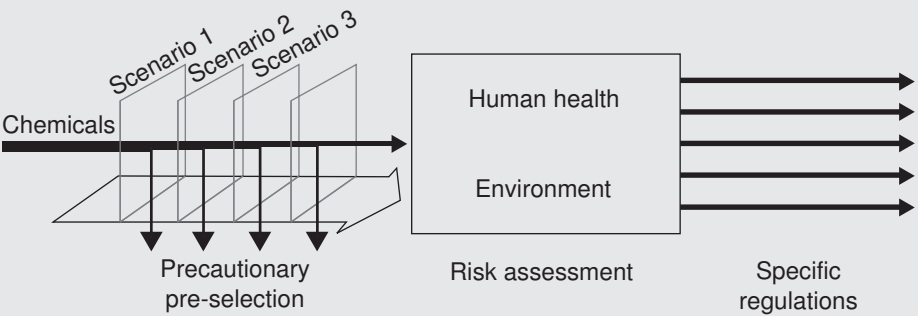 Scenario 1
Scenario 2
Scenario 3
Chemicals
Human health
Environment
Precautionary
pre-selection
Risk assessment
Specific
regulations